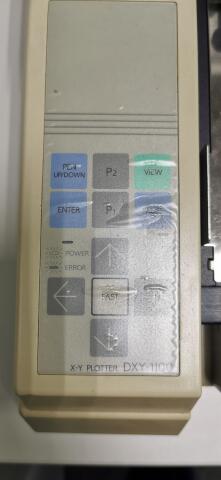 PEN UP/DOWN
P2
VIEW
ENTER
P1
POWER
ERROR
FAST
X-Y PLOTTER DXY-1100